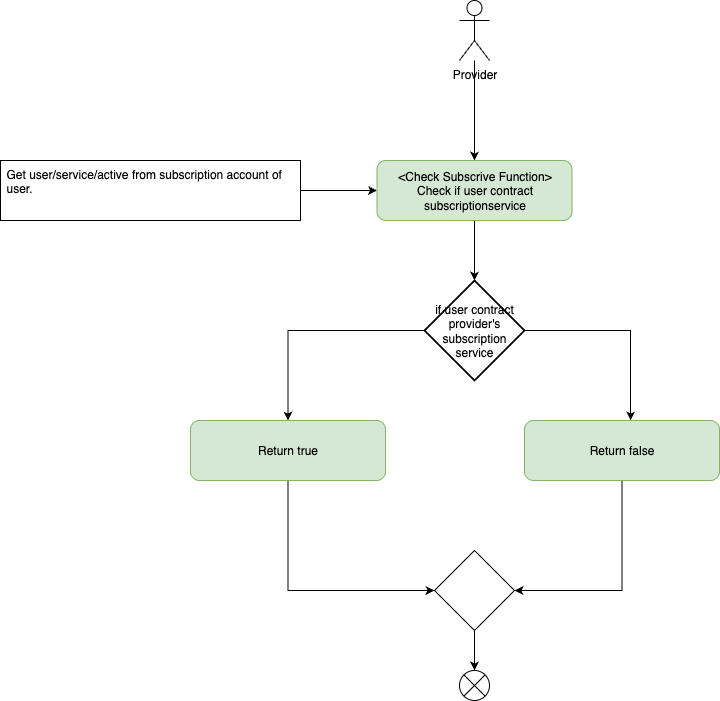 Provider
Get user/service/active from subscription account of
user.
<Check Subscrive Function>
Check if user contract
subscriptionservice
if user contract
provider's
subscription
service
Return true
Return false